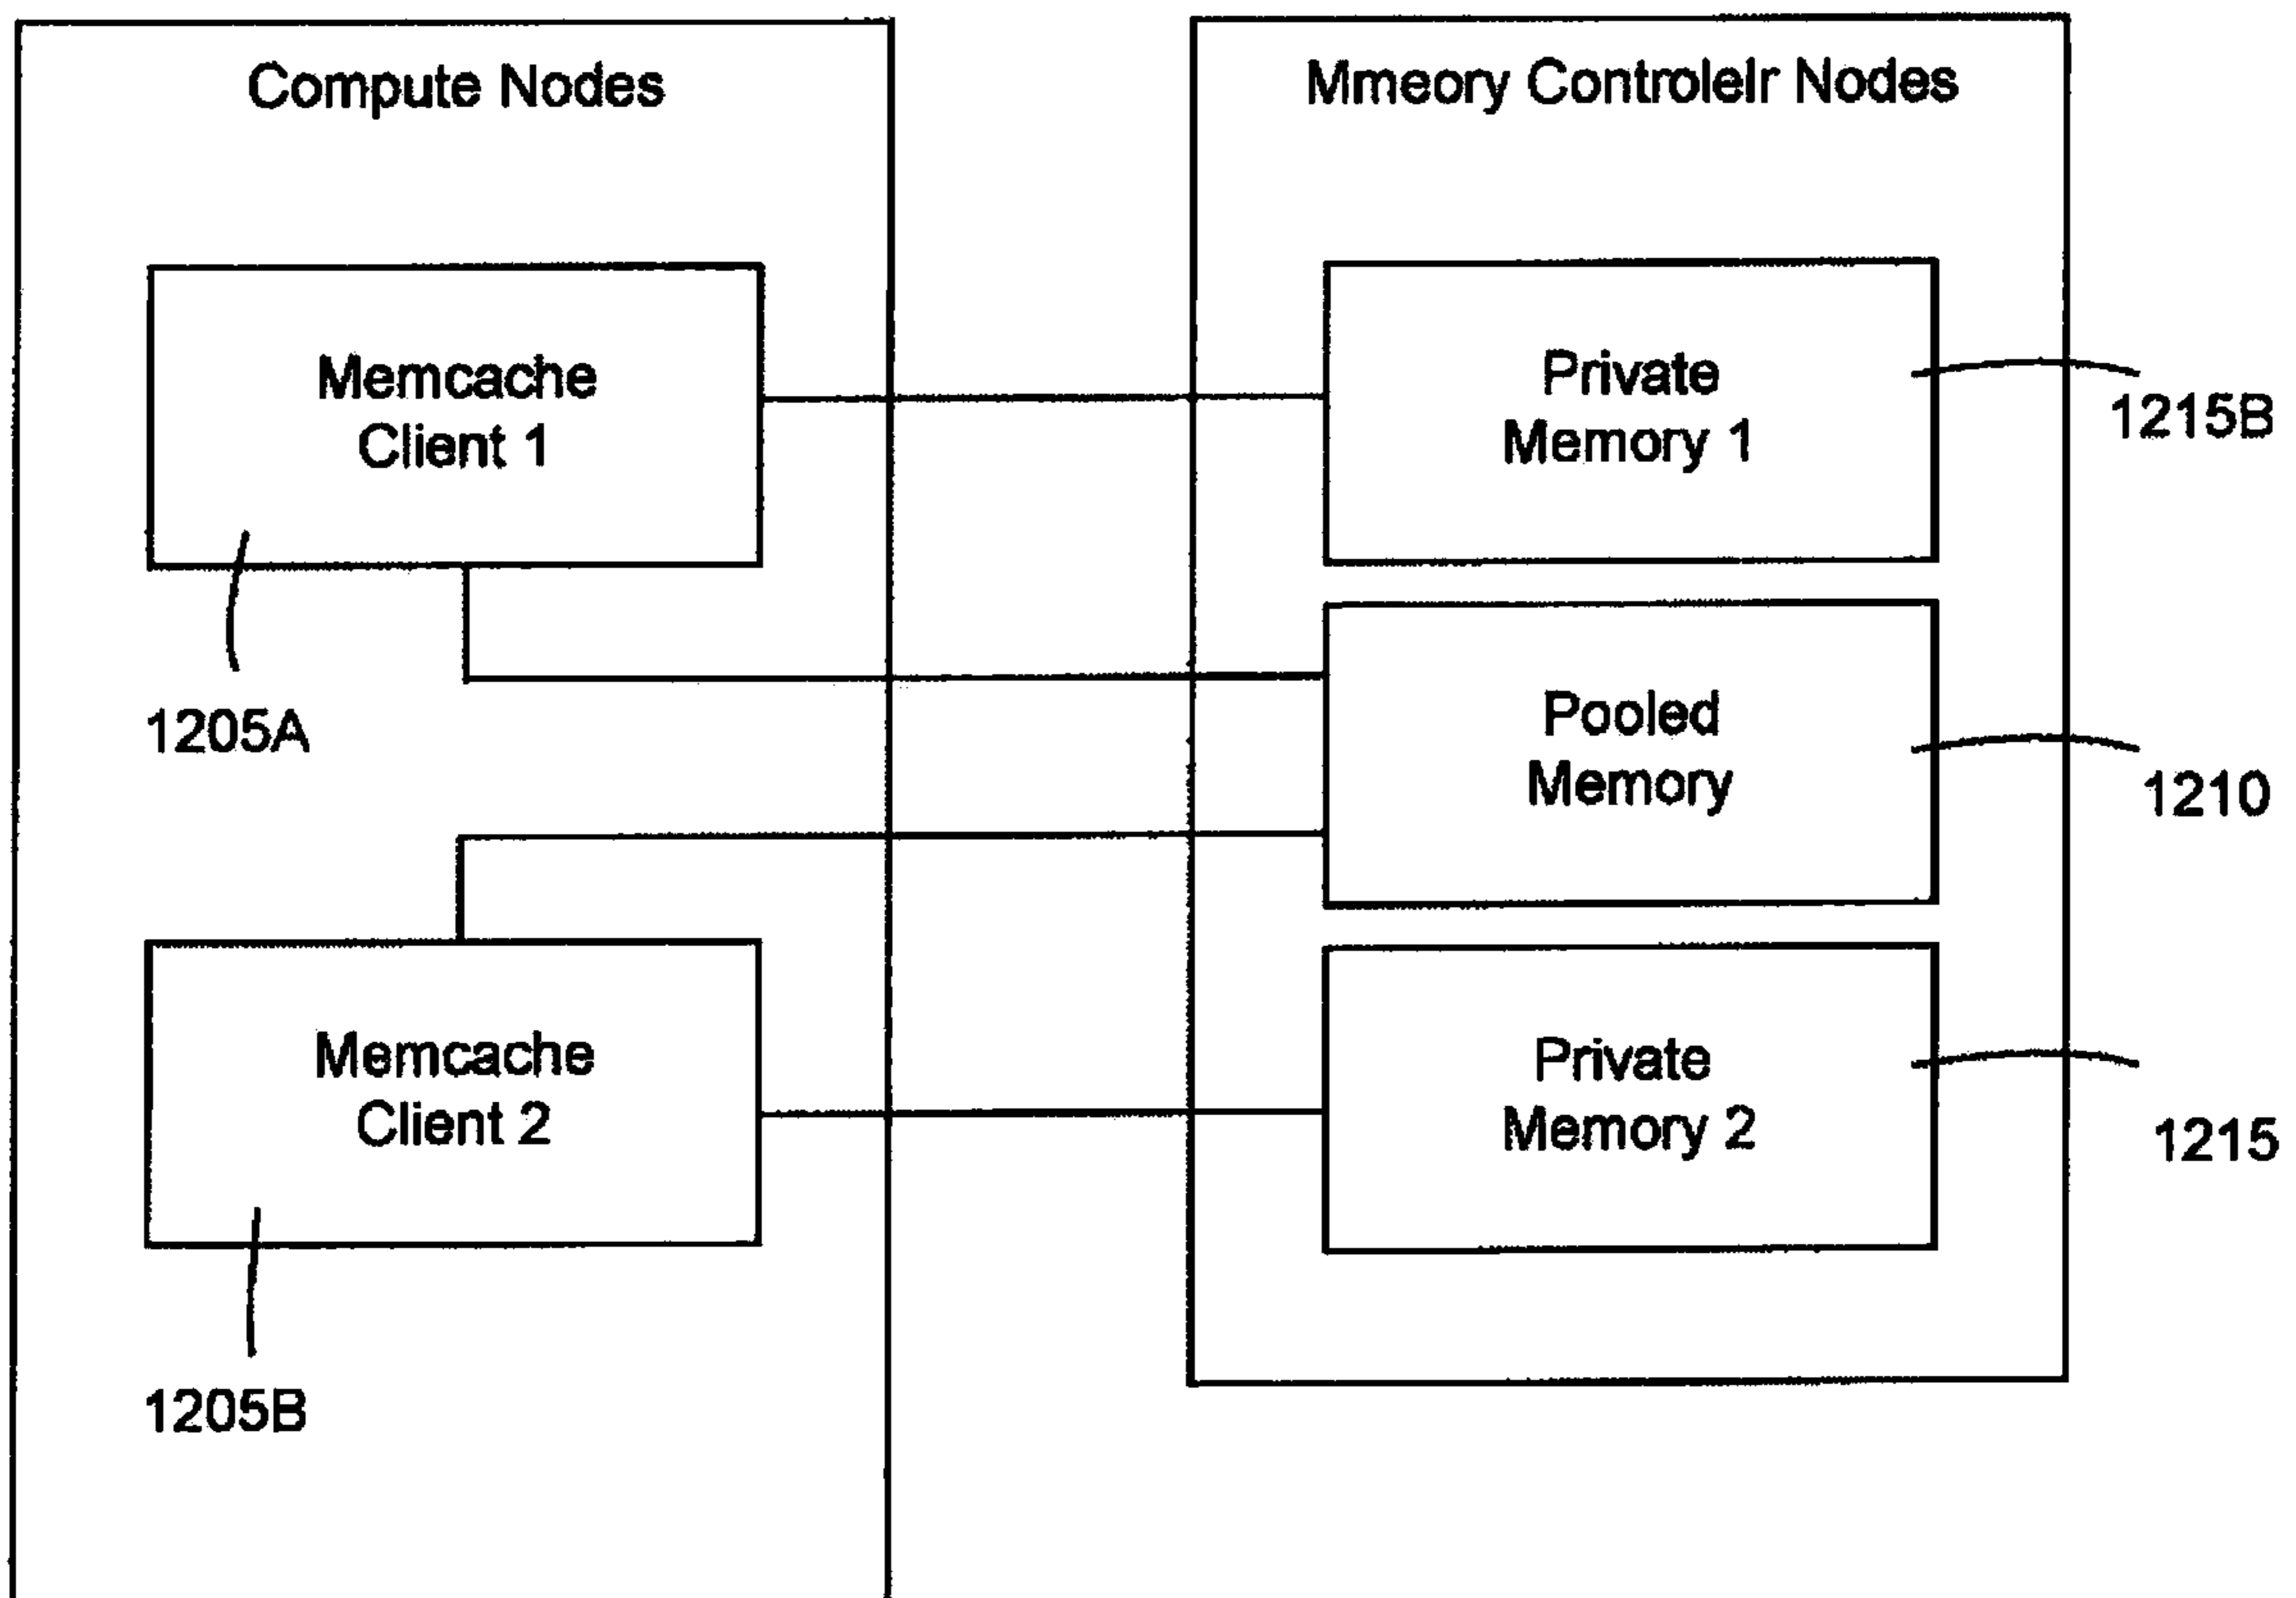 Compute Nodes
Mmeory Controlelr Nodes
Memcache
Client 1
1205A
Private
Memory 1
1215B
Pooled
Memory
1210
Memcache
Client 2
1205B
Private
Memory 2
1215